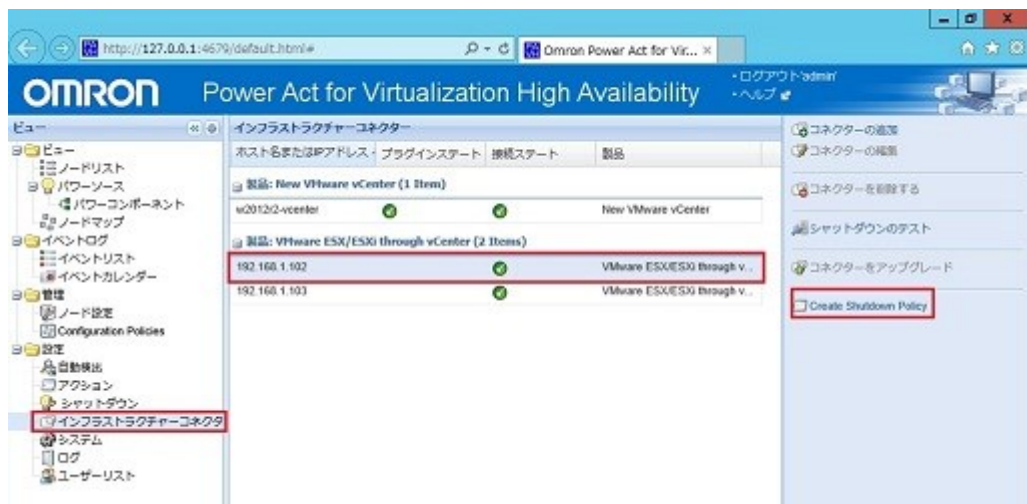 http://127.0.0.1:4679/default.html#
Omron Power Act for Vir... ×
OMRON
Power Act for Virtualization High Availability
・ログアウト'admin'
・ヘルプ
ビュー
ビュー
ノードリスト
パワーソース
パワーコンポーネント
ノードマップ
イベントログ
イベントリスト
イベントカレンダー
管理
ノード設定
Configuration Policies
設定
自動検出
アクション
シャットダウン
インフラストラクチャーコネクタ
システム
ログ
ユーザーリスト
インフラストラクチャーコネクター
ホスト名またはIPアドレス プラグインステート 接続ステート 製品
製品: New VMware vCenter (1 Item)
w2012r2-vcenter New VMware vCenter
製品: VMware ESX/ESXi through vCenter (2 Items)
192.168.1.102 VMware ESX/ESXi through v...
192.168.1.103 VMware ESX/ESXi through v...
コネクターの追加
コネクターの編集
コネクターを削除する
シャットダウンのテスト
コネクターをアップグレード
Create Shutdown Policy